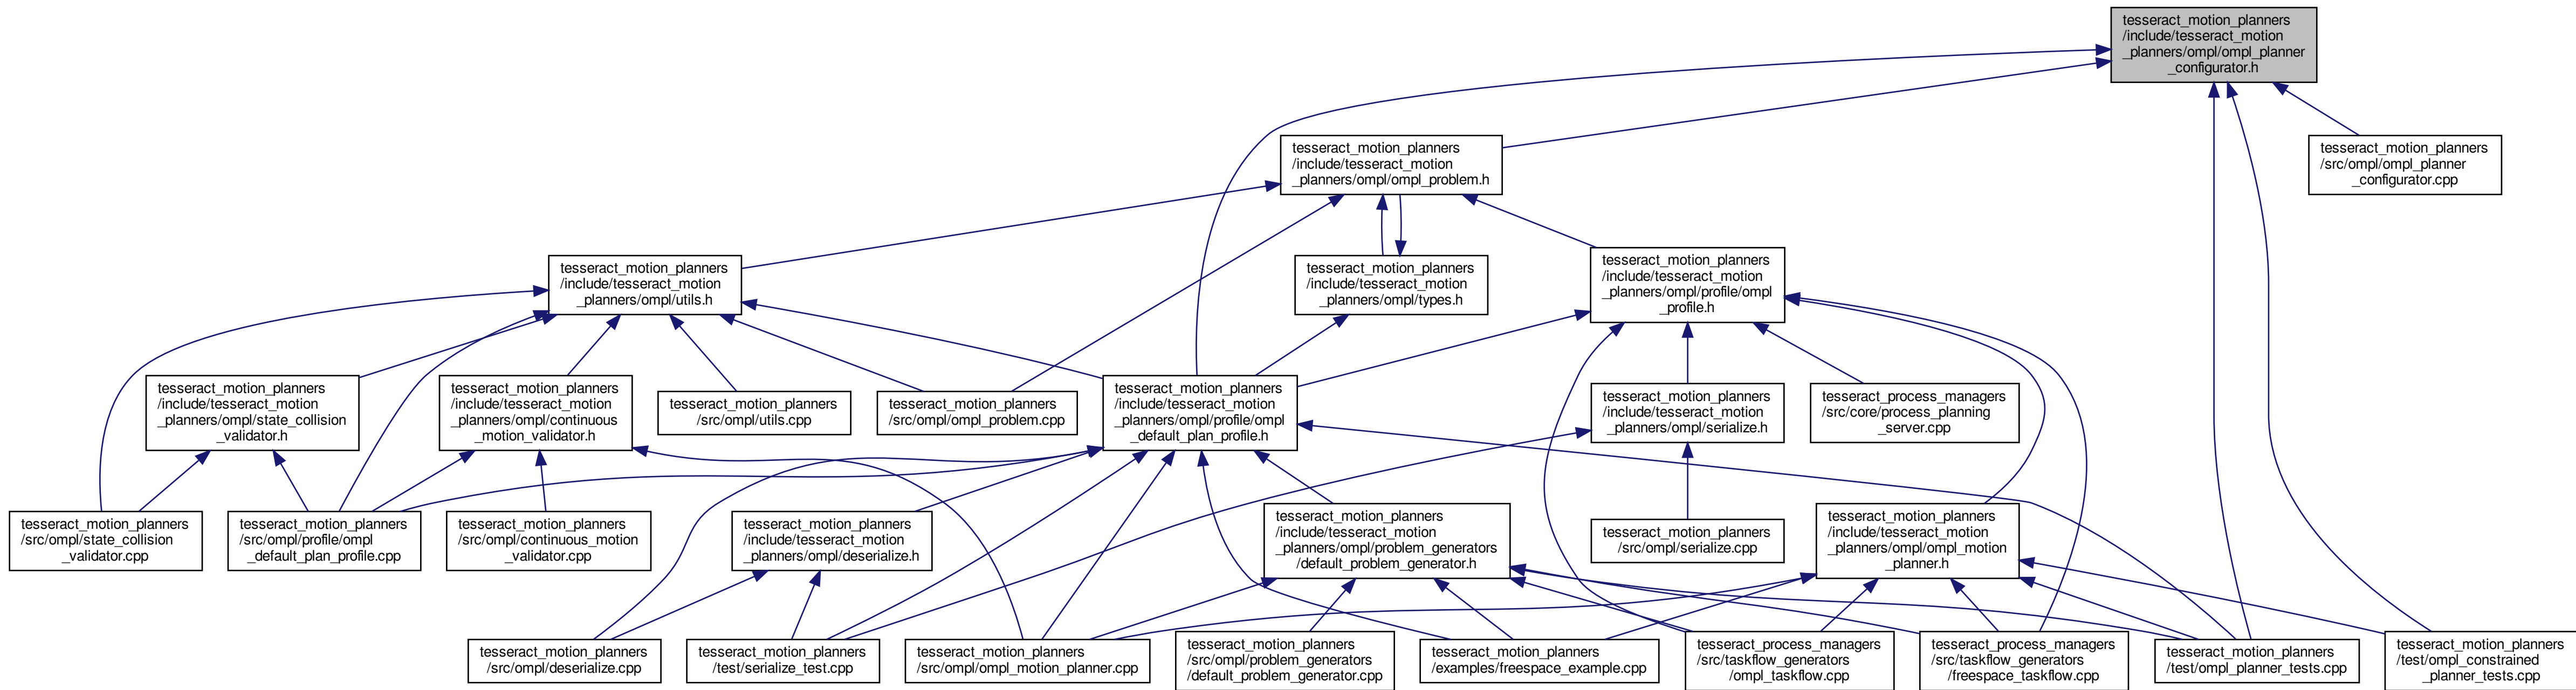 tesseract_motion_planners
/include/tesseract_motion
_planners/ompl/ompl_planner
_configurator.h
tesseract_motion_planners
/include/tesseract_motion
_planners/ompl/ompl_problem.h
tesseract_motion_planners
/src/ompl/ompl_planner
_configurator.cpp
tesseract_motion_planners
/include/tesseract_motion
_planners/ompl/utils.h
tesseract_motion_planners
/include/tesseract_motion
_planners/ompl/types.h
tesseract_motion_planners
/include/tesseract_motion
_planners/ompl/profile/ompl
_profile.h
tesseract_motion_planners
/include/tesseract_motion
_planners/ompl/state_collision
_validator.h
tesseract_motion_planners
/include/tesseract_motion
_planners/ompl/continuous
_motion_validator.h
tesseract_motion_planners
/src/ompl/utils.cpp
tesseract_motion_planners
/src/ompl/ompl_problem.cpp
tesseract_motion_planners
/include/tesseract_motion
_planners/ompl/profile/ompl
_default_plan_profile.h
tesseract_motion_planners
/include/tesseract_motion
_planners/ompl/serialize.h
tesseract_process_managers
/src/core/process_planning
_server.cpp
tesseract_motion_planners
/src/ompl/state_collision
_validator.cpp
tesseract_motion_planners
/src/ompl/profile/ompl
_default_plan_profile.cpp
tesseract_motion_planners
/src/ompl/continuous_motion
_validator.cpp
tesseract_motion_planners
/include/tesseract_motion
_planners/ompl/deserialize.h
tesseract_motion_planners
/include/tesseract_motion
_planners/ompl/problem_generators
/default_problem_generator.h
tesseract_motion_planners
/src/ompl/serialize.cpp
tesseract_motion_planners
/include/tesseract_motion
_planners/ompl/ompl_motion
_planner.h
tesseract_motion_planners
/src/ompl/deserialize.cpp
tesseract_motion_planners
/test/serialize_test.cpp
tesseract_motion_planners
/src/ompl/ompl_motion_planner.cpp
tesseract_motion_planners
/src/ompl/problem_generators
/default_problem_generator.cpp
tesseract_motion_planners
/examples/freespace_example.cpp
tesseract_process_managers
/src/taskflow_generators
/ompl_taskflow.cpp
tesseract_process_managers
/src/taskflow_generators
/freespace_taskflow.cpp
tesseract_motion_planners
/test/ompl_planner_tests.cpp
tesseract_motion_planners
/test/ompl_constrained
_planner_tests.cpp